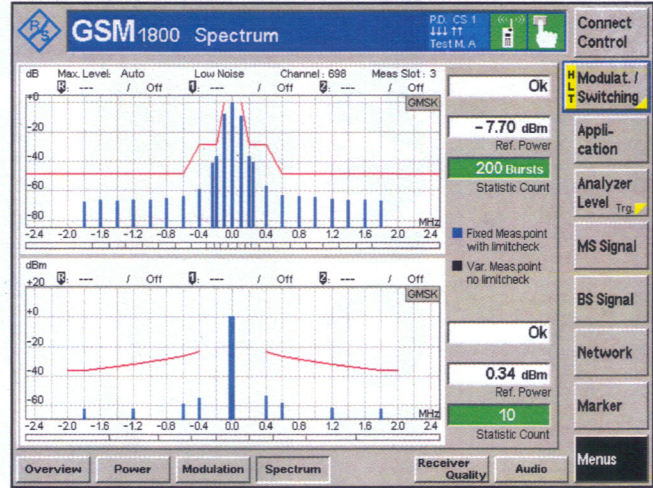 R&S
GSM 1800 Spectrum
P.D. CS 1
Test M. A
Connect Control
dB Max. Level: Auto Low Noise Channel: 698 Meas Slot: 3
--- / Off 1: --- / Off 2: --- / Off
GMSK
+0
-20
-40
-60
-80
MHz
-2.4 -2.0 -1.6 -1.2 -0.8 -0.4 0.0 0.4 0.8 1.2 1.6 2.0 2.4
Ok
-7.70 dBm
Ref. Power
200 Bursts
Statistic Count
Fixed Meas.point
with limitcheck
Var. Meas.point
no limitcheck
dBm
+20
--- / Off 1: --- / Off 2: --- / Off
GMSK
-0
-20
-40
-60
MHz
-2.4 -2.0 -1.6 -1.2 -0.8 -0.4 0.0 0.4 0.8 1.2 1.6 2.0 2.4
Ok
0.34 dBm
Ref. Power
10
Statistic Count
H L T
Modulat. /
Switching
Appli-
cation
Analyzer
Level Trg.
MS Signal
BS Signal
Network
Marker
Menus
Overview
Power
Modulation
Spectrum
Receiver
Quality
Audio